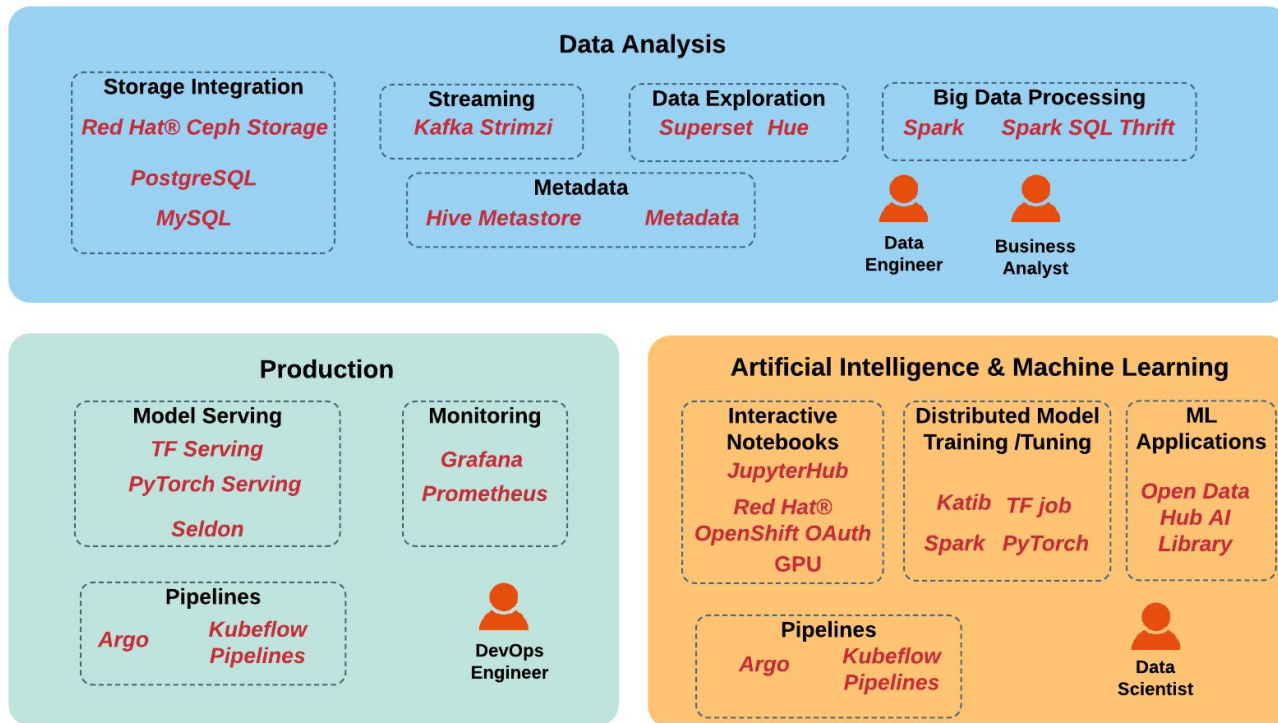 Data Analysis
Storage Integration
Red Hat® Ceph Storage
PostgreSQL
MySQL
Streaming
Kafka Strimzi
Data Exploration
Superset Hue
Big Data Processing
Spark Spark SQL Thrift
Metadata
Hive Metastore Metadata
Data
Engineer
Business
Analyst
Production
Model Serving
TF Serving
PyTorch Serving
Seldon
Monitoring
Grafana
Prometheus
Pipelines
Argo
Kubeflow
Pipelines
DevOps
Engineer
Artificial Intelligence & Machine Learning
Interactive
Notebooks
JupyterHub
Red Hat®
OpenShift OAuth
GPU
Distributed Model
Training /Tuning
Katib TF job
Spark PyTorch
ML
Applications
Open Data
Hub AI
Library
Pipelines
Argo
Kubeflow
Pipelines
Data
Scientist